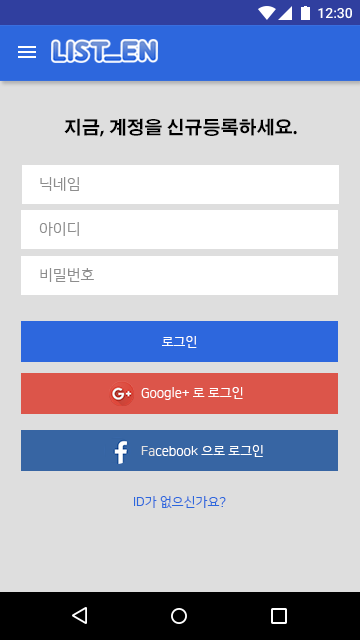 12:30
LIST_EN
지금, 계정을 신규등록하세요.
닉네임
아이디
비밀번호
로그인
G+ Google+ 로 로그인
f Facebook 으로 로그인
ID가 없으신가요?